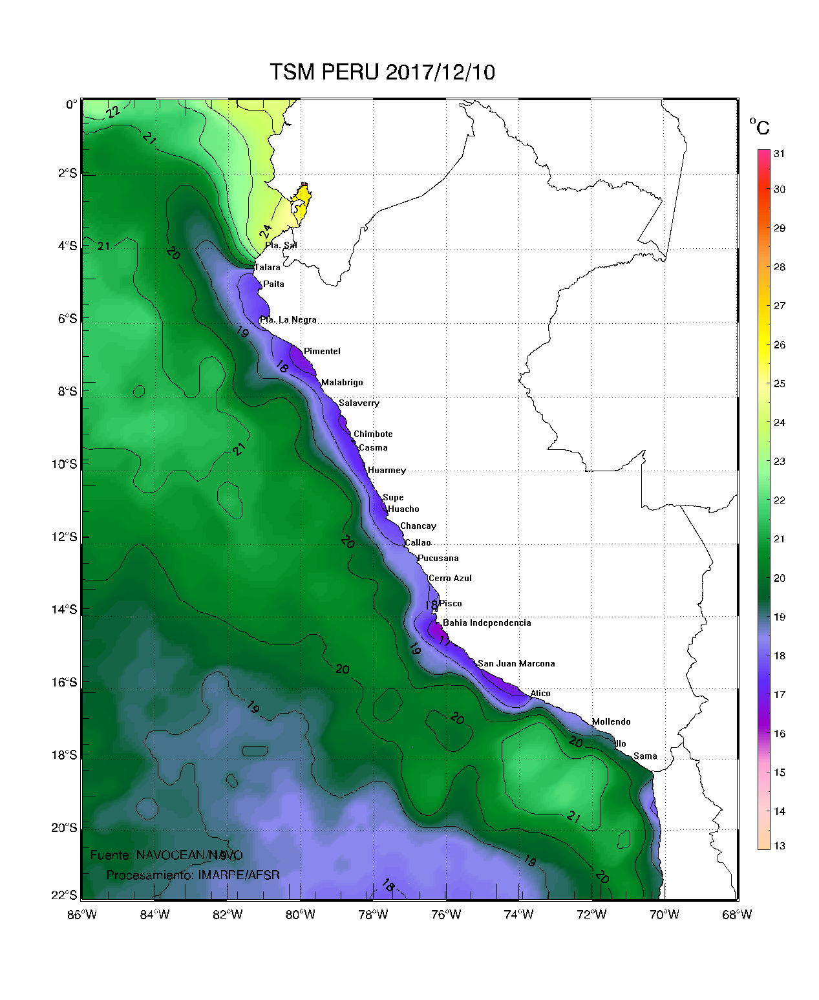 TSM PERU 2017/12/10
°C
0°
2°S
4°S
6°S
8°S
10°S
12°S
14°S
16°S
18°S
20°S
22°S
86°W
84°W
82°W
80°W
78°W
76°W
74°W
72°W
70°W
68°W
31
30
29
28
27
26
25
24
23
22
21
20
19
18
17
16
15
14
13
22
21
24
21
20
19
18
21
20
18
17
19
20
20
19
20
21
19
19
20
18
Pta. Sal
Talara
Paita
Pta. La Negra
Pimentel
Malabrigo
Salaverry
Chimbote
Casma
Huarmey
Supe
Huacho
Chancay
Callao
Pucusana
Cerro Azul
Pisco
Bahia Independencia
San Juan Marcona
Atico
Mollendo
Ilo
Sama
Fuente: NAVOCEAN/NAVO
Procesamiento: IMARPE/AFSR